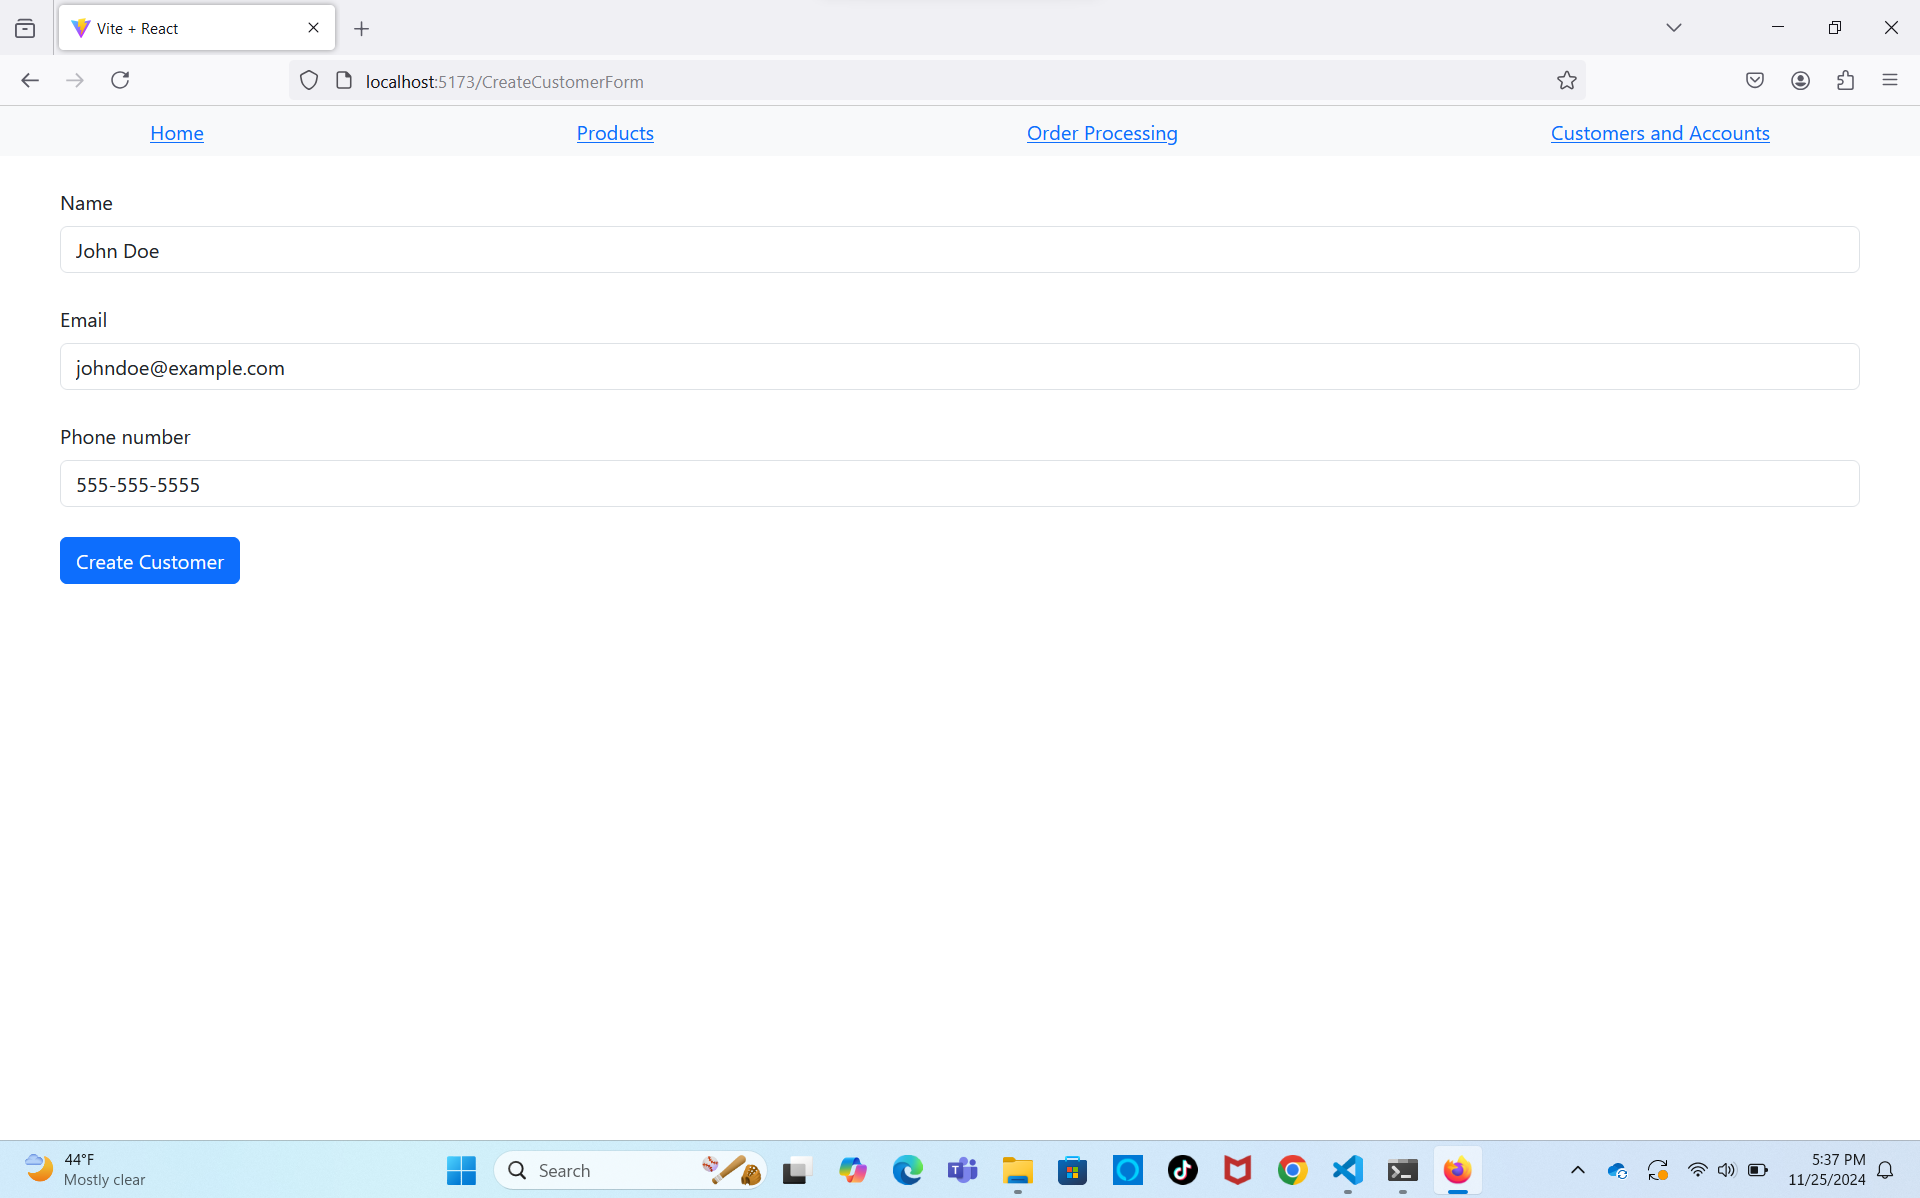 Vite + React
localhost:5173/CreateCustomerForm
Home Products Order Processing Customers and Accounts
Name
John Doe
Email
johndoe@example.com
Phone number
555-555-5555
Create Customer
44°F
Mostly clear
Search
5:37 PM
11/25/2024